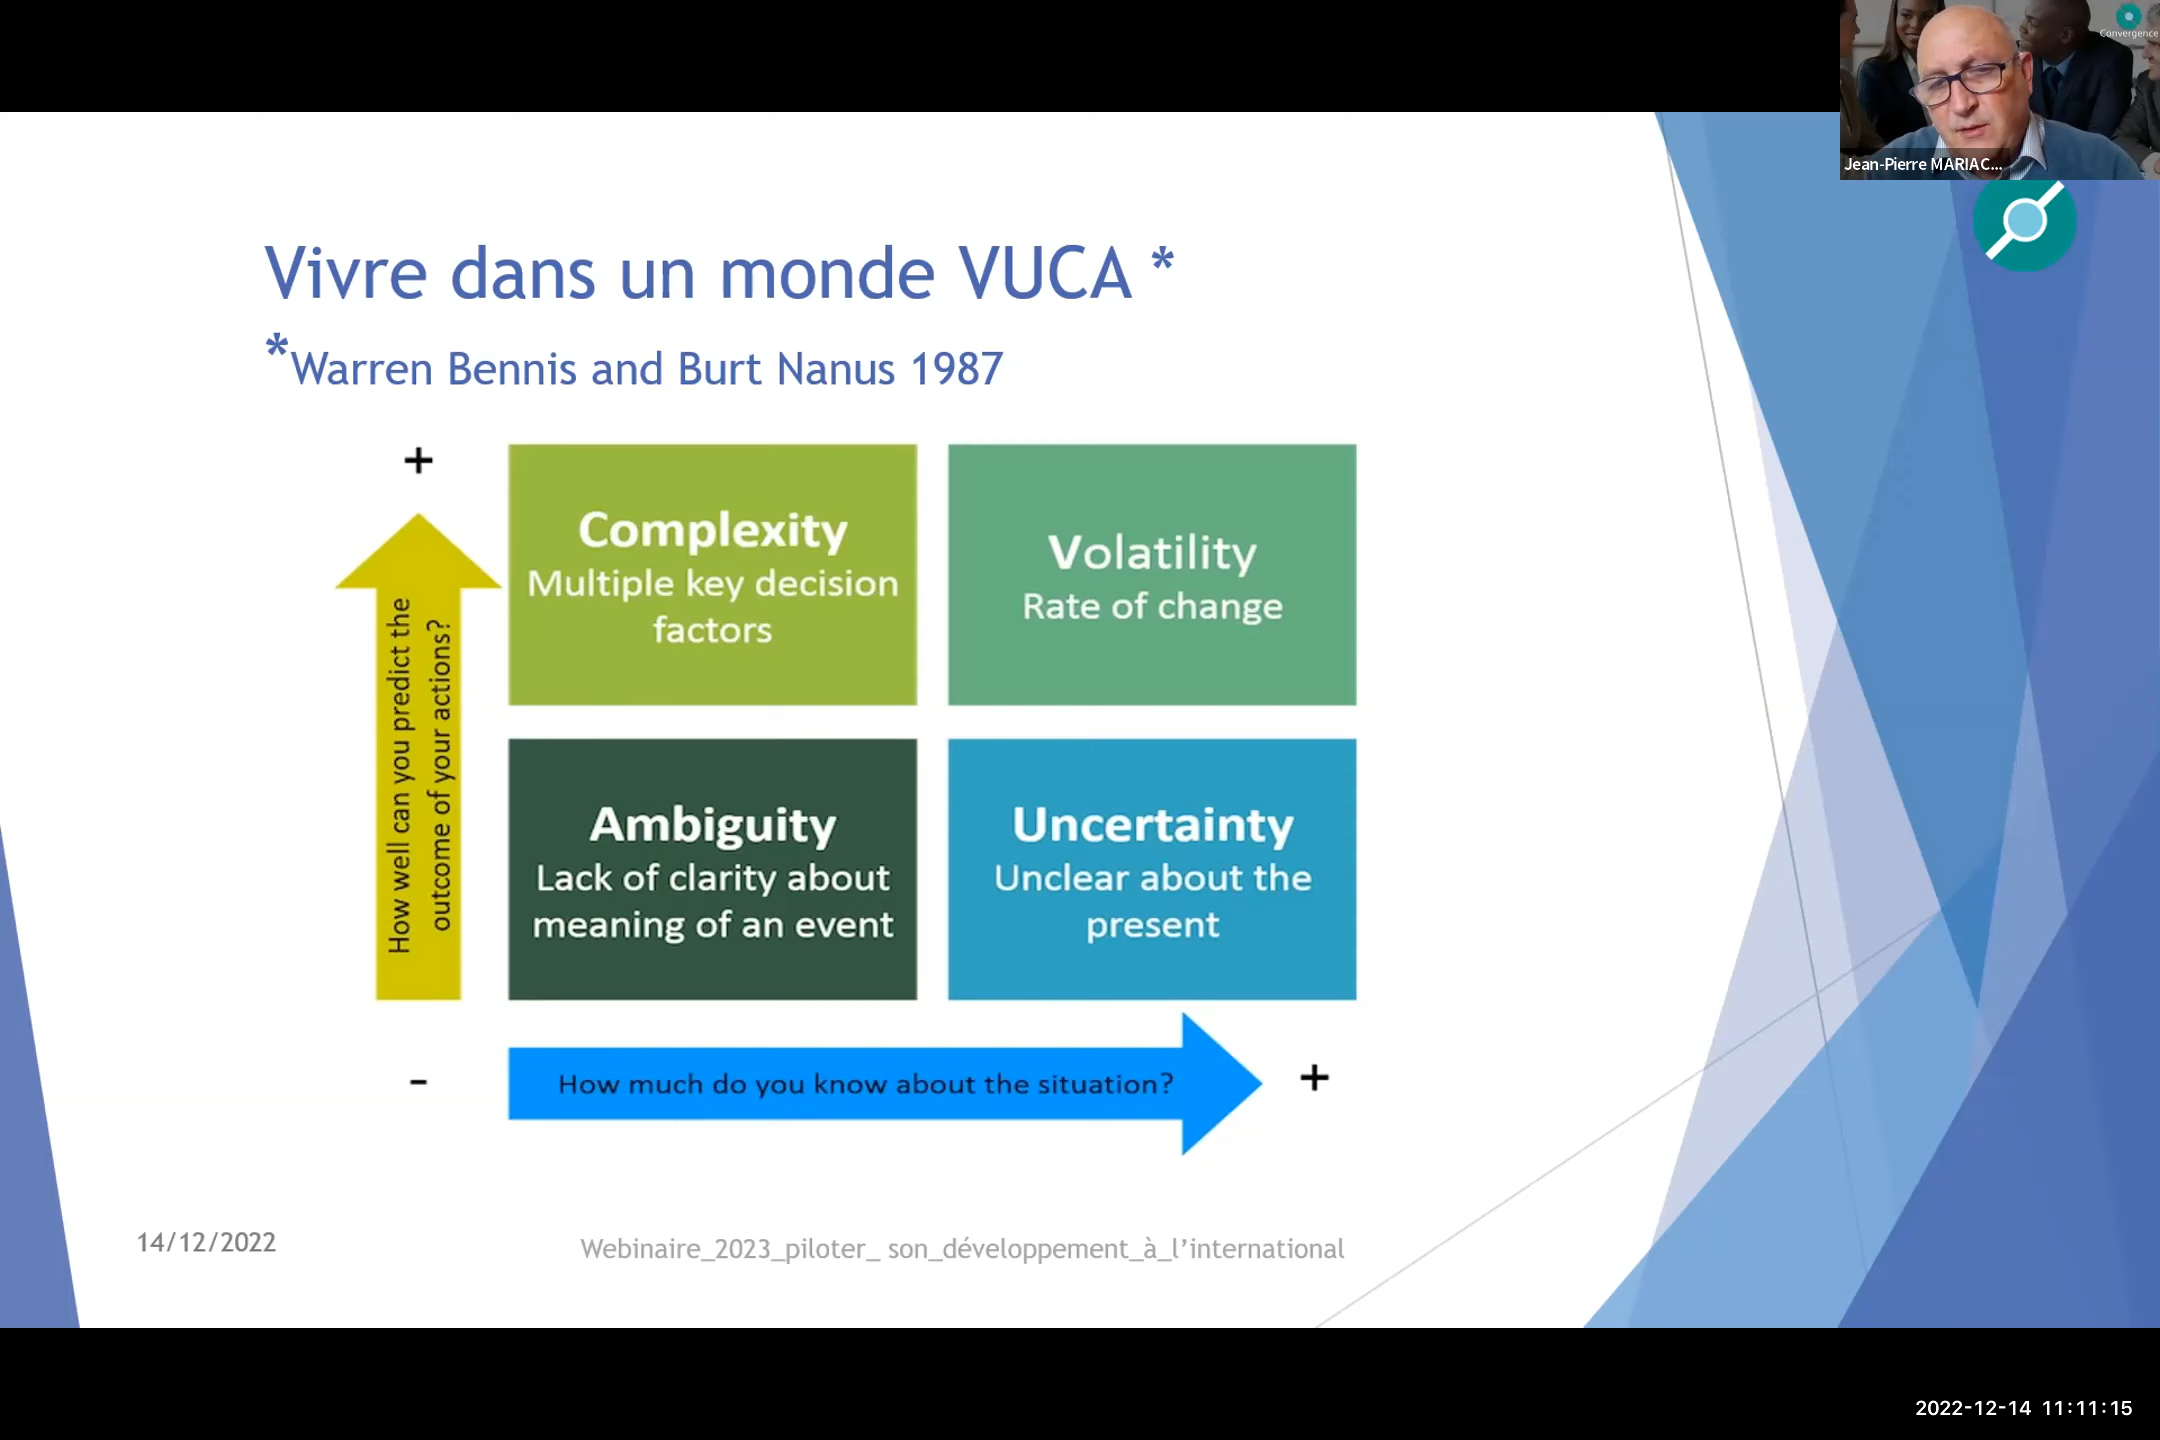 Convergence
Jean-Pierre MARIAC...
Vivre dans un monde VUCA *
*Warren Bennis and Burt Nanus 1987
+
Complexity
Multiple key decision
factors
Volatility
Rate of change
How well can you predict the
outcome of your actions?
Ambiguity
Lack of clarity about
meaning of an event
Uncertainty
Unclear about the
present
-
How much do you know about the situation?
+
14/12/2022
Webinaire_2023_piloter_ son_développement_à_l’international
2022-12-14 11:11:15